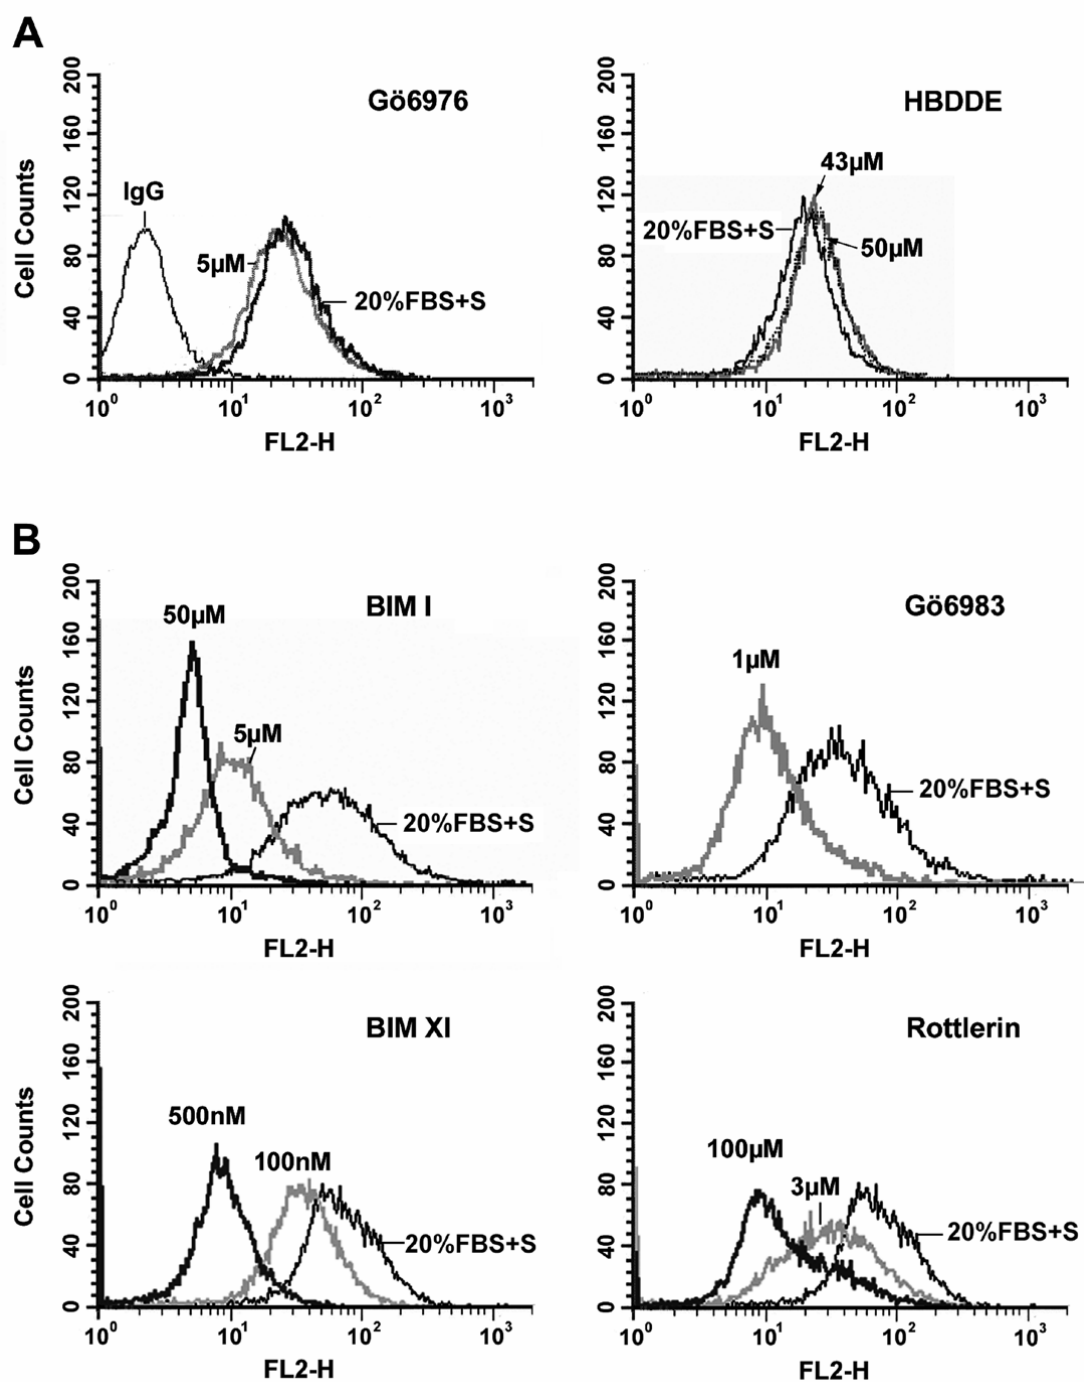 A
Gö6976
Cell Counts
200
160
120
80
40
0
IgG
5µM
20%FBS+S
10⁰ 10¹ 10² 10³
FL2-H
HBDDE
200
160
120
80
40
0
43µM
20%FBS+S
50µM
10⁰ 10¹ 10² 10³
FL2-H
B
BIM I
Cell Counts
200
160
120
80
40
0
50µM
5µM
20%FBS+S
10⁰ 10¹ 10² 10³
FL2-H
Gö6983
200
160
120
80
40
0
1µM
20%FBS+S
10⁰ 10¹ 10² 10³
FL2-H
BIM XI
Cell Counts
200
160
120
80
40
0
500nM
100nM
20%FBS+S
10⁰ 10¹ 10² 10³
FL2-H
Rottlerin
200
160
120
80
40
0
100µM
3µM
20%FBS+S
10⁰ 10¹ 10² 10³
FL2-H